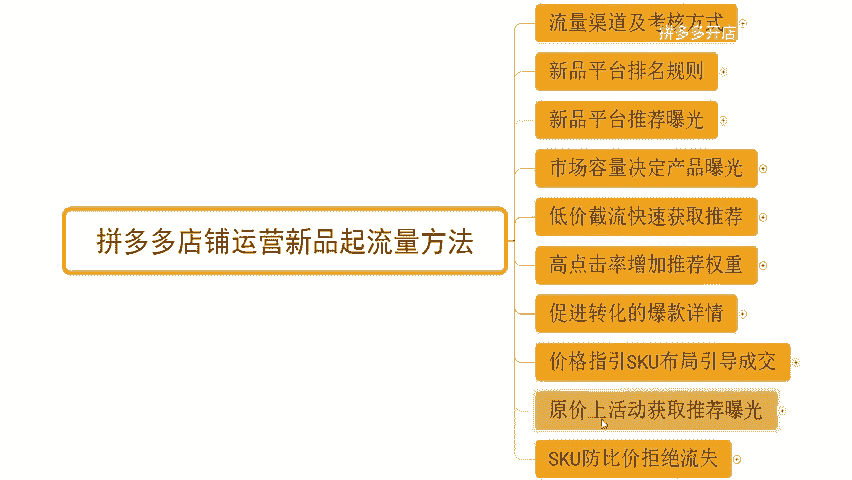 流量渠道及考核方式
拼多多开店
新品平台排名规则
新品平台推荐曝光
市场容量决定产品曝光
低价截流快速获取推荐
拼多多店铺运营新品起流量方法
高点击率增加推荐权重
促进转化的爆款详情
价格指引SKU布局引导成交
原价上活动获取推荐曝光
SKU防比价拒绝流失